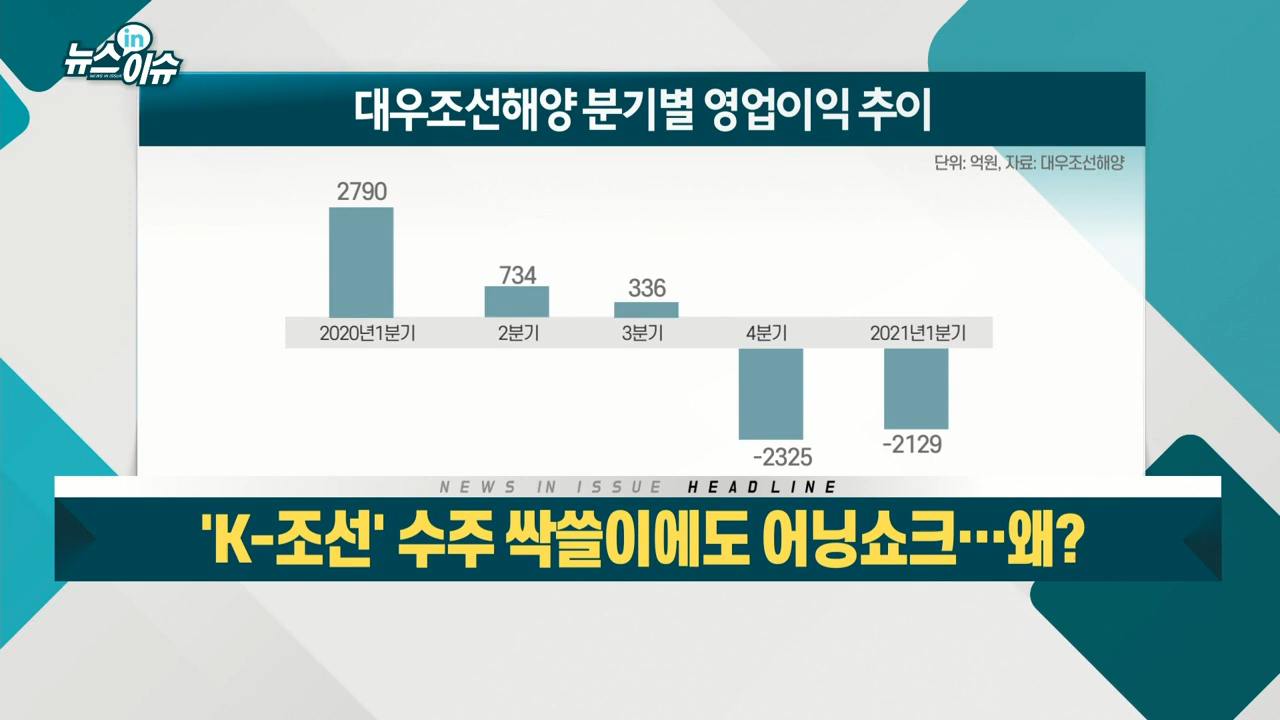 뉴스in이슈
NEWS IN ISSUE
대우조선해양 분기별 영업이익 추이
단위: 억원, 자료: 대우조선해양
2790
734
336
2020년1분기 2분기 3분기 4분기 2021년1분기
-2325
-2129
NEWS IN ISSUE HEADLINE
'K-조선' 수주 싹쓸이에도 어닝쇼크…왜?